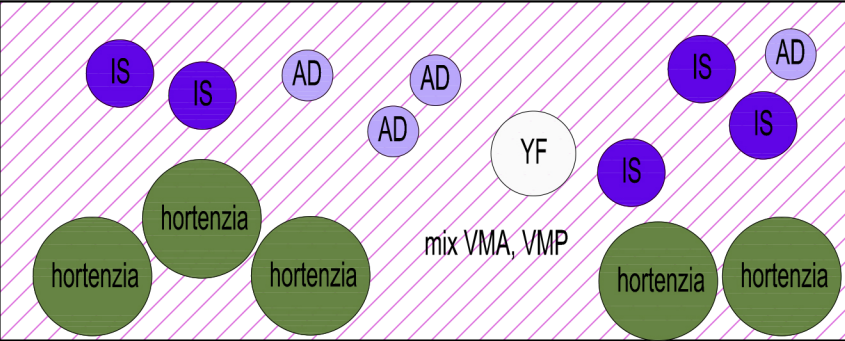 IS
IS
AD
AD
AD
YF
IS
AD
IS
IS
hortenzia
hortenzia
hortenzia
mix VMA, VMP
hortenzia
hortenzia